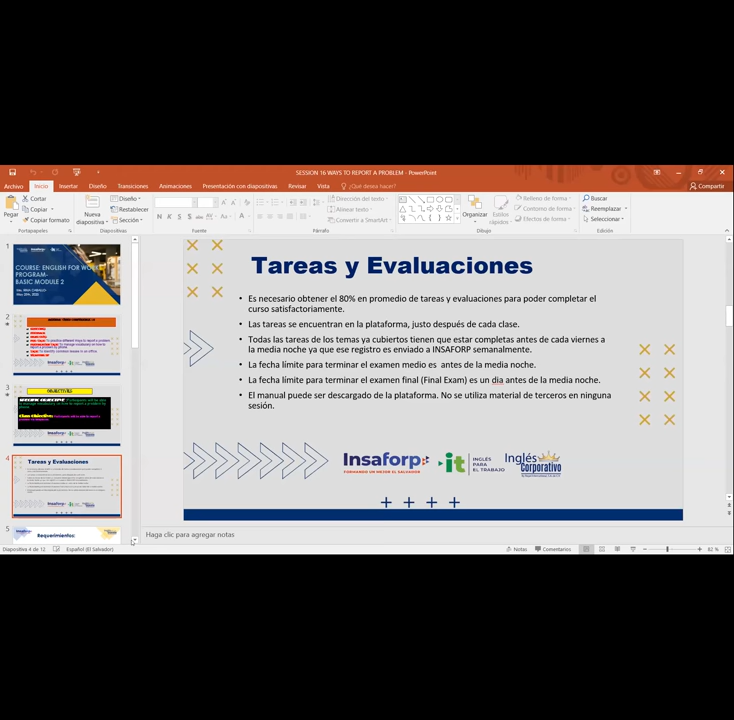 SESSION 16 WAYS TO REPORT A PROBLEM - PowerPoint
Archivo Inicio Insertar Diseño Transiciones Animaciones Presentación con diapositivas Revisar Vista ¿Qué desea hacer? Compartir
Pegar
Cortar
Copiar
Copiar formato
Portapapeles
Nueva diapositiva
Diseño
Restablecer
Sección
Diapositivas
N K S
Fuente
Párrafo
Dirección del texto
Alinear texto
Convertir a SmartArt
Organizar
Estilos rápidos
Relleno de forma
Contorno de forma
Efectos de forma
Dibujo
Buscar
Reemplazar
Seleccionar
Edición
1
COURSE: ENGLISH FOR WORK
PROGRAM-
BASIC MODULE 2
2
3
OBJECTIVES
4
Tareas y Evaluaciones
5
Requerimientos:
Tareas y Evaluaciones
• Es necesario obtener el 80% en promedio de tareas y evaluaciones para poder completar el
curso satisfactoriamente.
• Las tareas se encuentran en la plataforma, justo después de cada clase.
• Todas las tareas de los temas ya cubiertos tienen que estar completas antes de cada viernes a
la media noche ya que ese registro es enviado a INSAFORP semanalmente.
• La fecha límite para terminar el examen medio es antes de la media noche.
• La fecha límite para terminar el examen final (Final Exam) es un dia antes de la media noche.
• El manual puede ser descargado de la plataforma. No se utiliza material de terceros en ninguna
sesión.
Insaforp
FORMANDO UN MEJOR EL SALVADOR
it
INGLÉS
PARA
EL TRABAJO
Inglés
Corporativo
Haga clic para agregar notas
Diapositiva 4 de 12 Español (El Salvador) Notas Comentarios 82 %